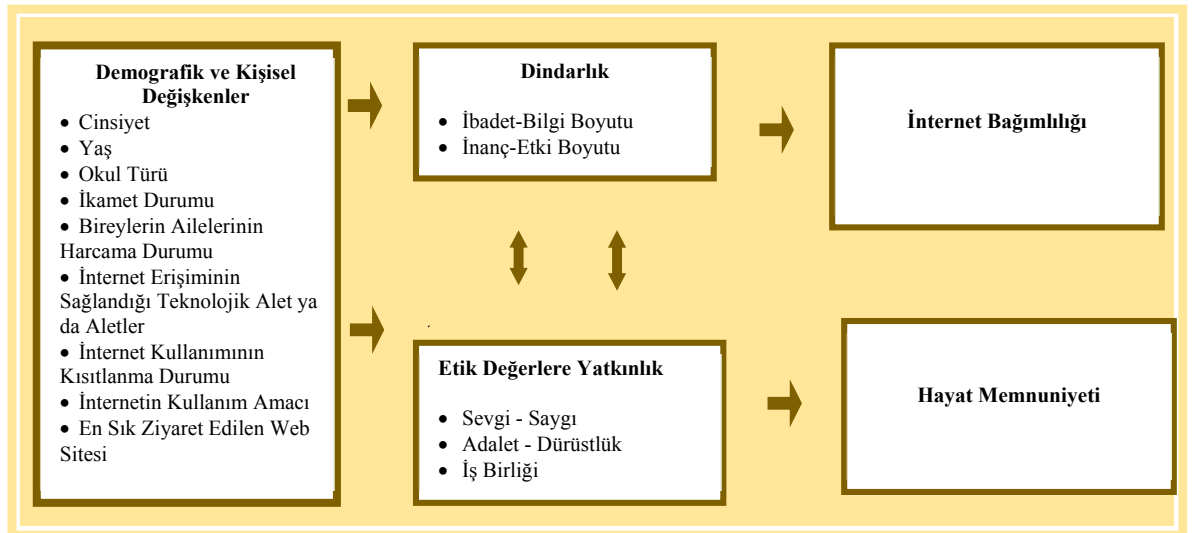 Demografik ve Kişisel
Değişkenler
• Cinsiyet
• Yaş
• Okul Türü
• İkamet Durumu
• Bireylerin Ailelerinin
Harcama Durumu
• İnternet Erişiminin
Sağlandığı Teknolojik Alet ya
da Aletler
• İnternet Kullanımının
Kısıtlanma Durumu
• İnternetin Kullanım Amacı
• En Sık Ziyaret Edilen Web
Sitesi
Dindarlık
• İbadet-Bilgi Boyutu
• İnanç-Etki Boyutu
İnternet Bağımlılığı
Etik Değerlere Yatkınlık
• Sevgi - Saygı
• Adalet - Dürüstlük
• İş Birliği
Hayat Memnuniyeti